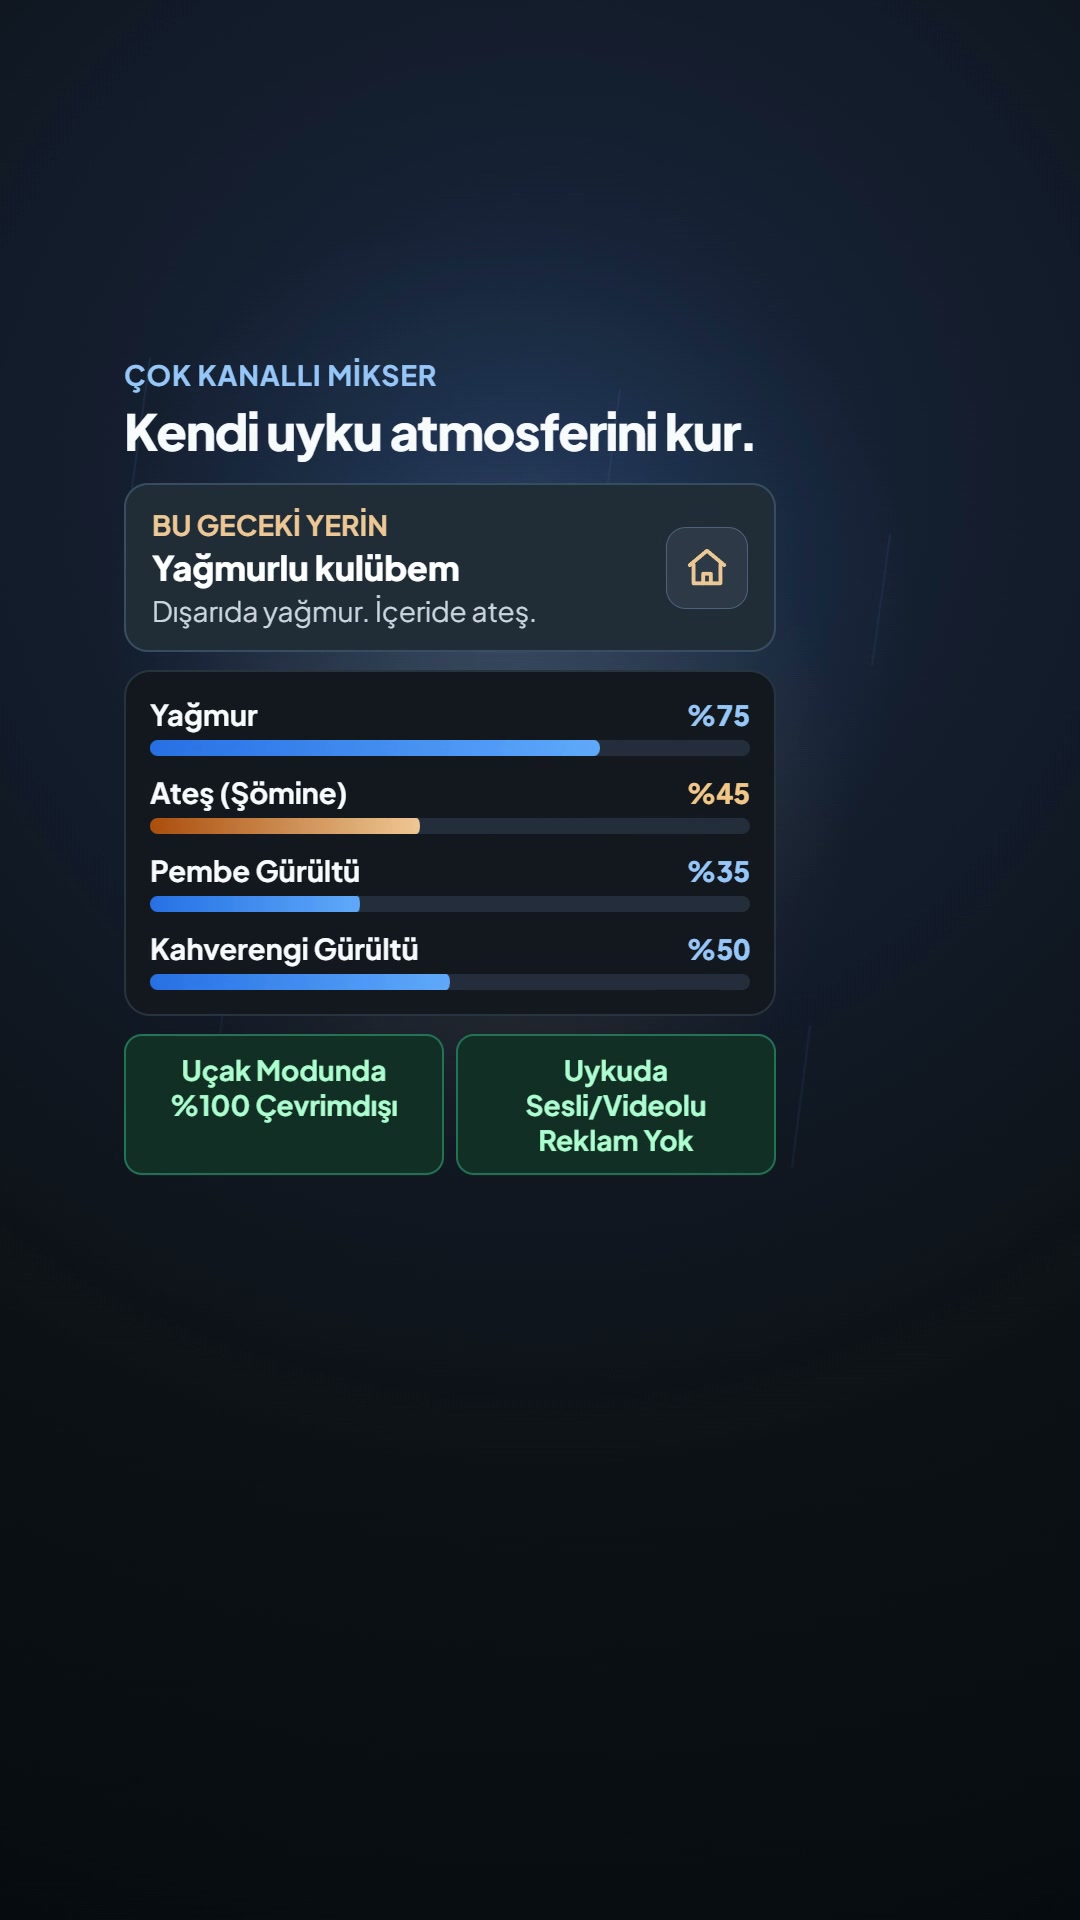 ÇOK KANALLI MİKSER
Kendi uyku atmosferini kur.
BU GECEKİ YERİN
Yağmurlu kulübem
Dışarıda yağmur. İçeride ateş.
Yağmur %75
Ateş (Şömine) %45
Pembe Gürültü %35
Kahverengi Gürültü %50
Uçak Modunda
%100 Çevrimdışı
Uykuda
Sesli/Videolu
Reklam Yok